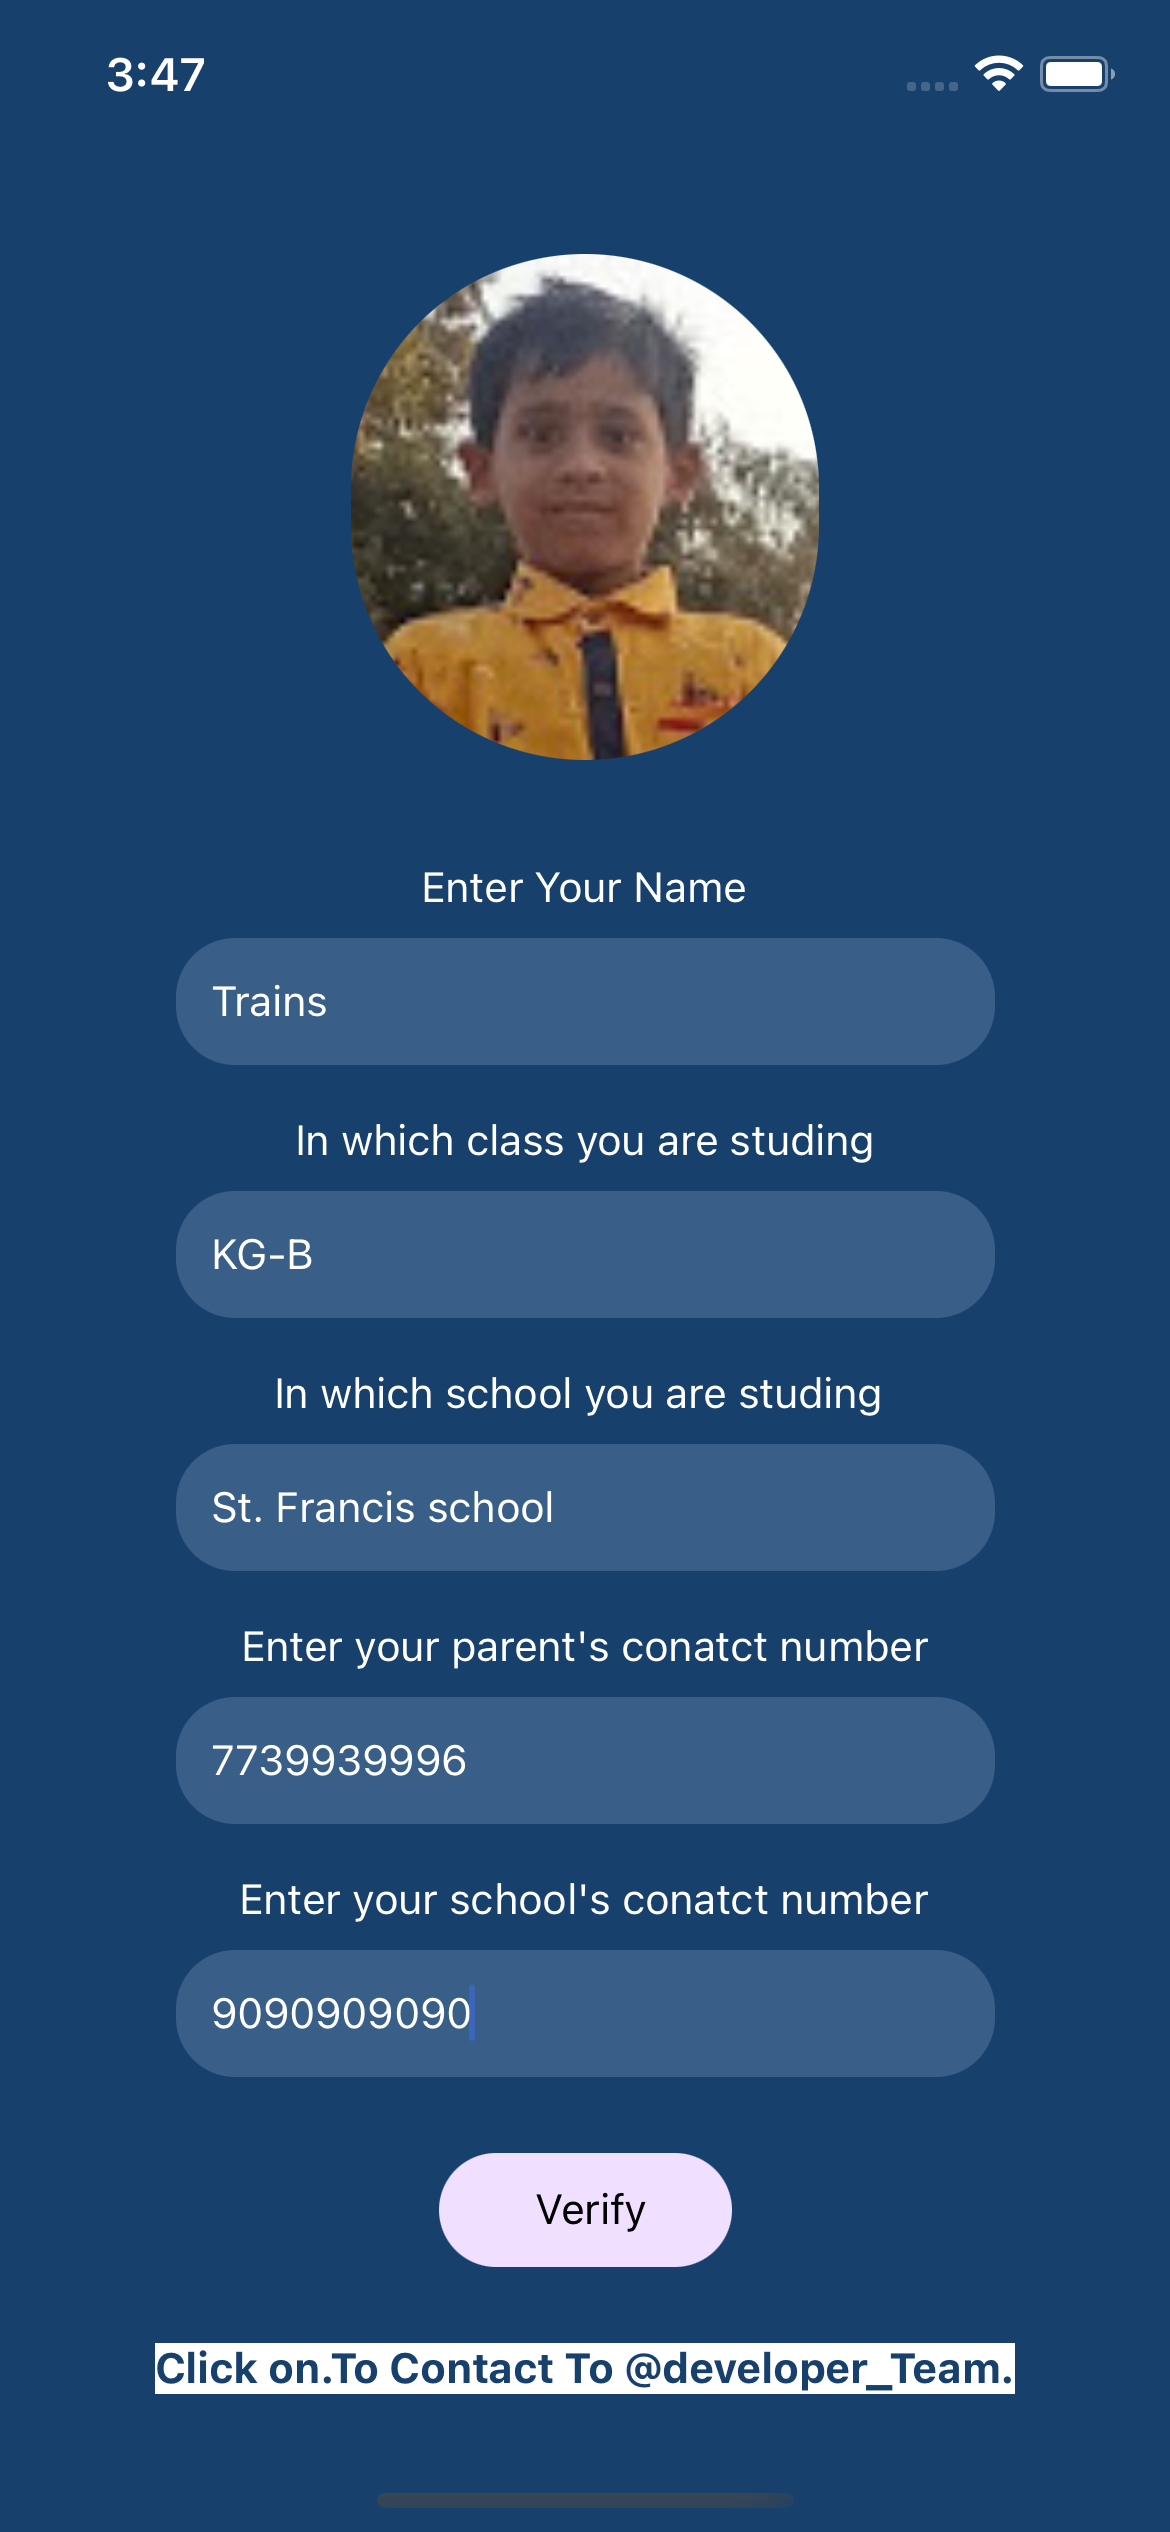 3:47
Enter Your Name
Trains
In which class you are studing
KG-B
In which school you are studing
St. Francis school
Enter your parent's conatct number
7739939996
Enter your school's conatct number
9090909090
Verify
Click on.To Contact To @developer_Team.